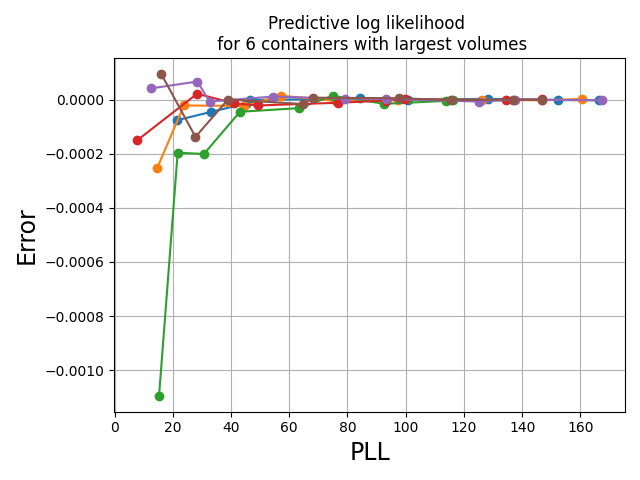 Predictive log likelihood
for 6 containers with largest volumes
0.0000
−0.0002
−0.0004
−0.0006
−0.0008
−0.0010
Error
0 20 40 60 80 100 120 140 160
PLL